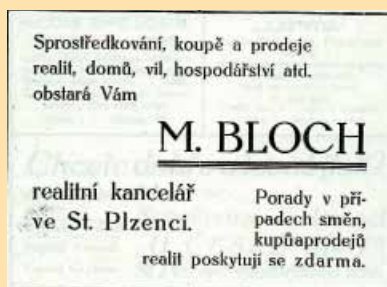 Sprostředkování, koupě a prodeje
realit, domů, vil, hospodářství atd.
obstará Vám
M. BLOCH
realitní kancelář
ve St. Plzenci.
Porady v pří-
padech směn,
kupůaprodejů
realit poskytují se zdarma.